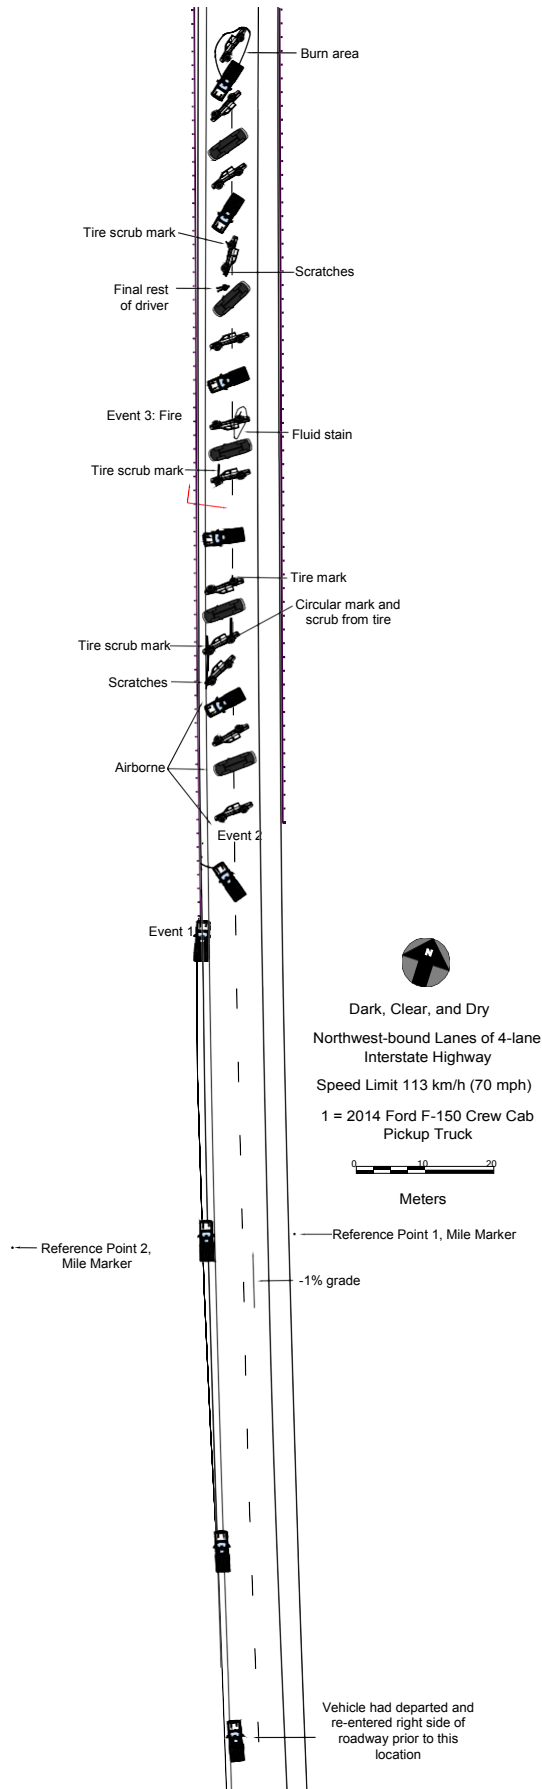 Burn area
Tire scrub mark
Scratches
Final rest
of driver
Event 3: Fire
Fluid stain
Tire scrub mark
Tire mark
Circular mark and
scrub from tire
Tire scrub mark
Scratches
Airborne
Event 2
Event 1
N
Dark, Clear, and Dry
Northwest-bound Lanes of 4-lane
Interstate Highway
Speed Limit 113 km/h (70 mph)
1 = 2014 Ford F-150 Crew Cab
Pickup Truck
0 10 20
Meters
Reference Point 1, Mile Marker
Reference Point 2,
Mile Marker
-1% grade
Vehicle had departed and
re-entered right side of
roadway prior to this
location